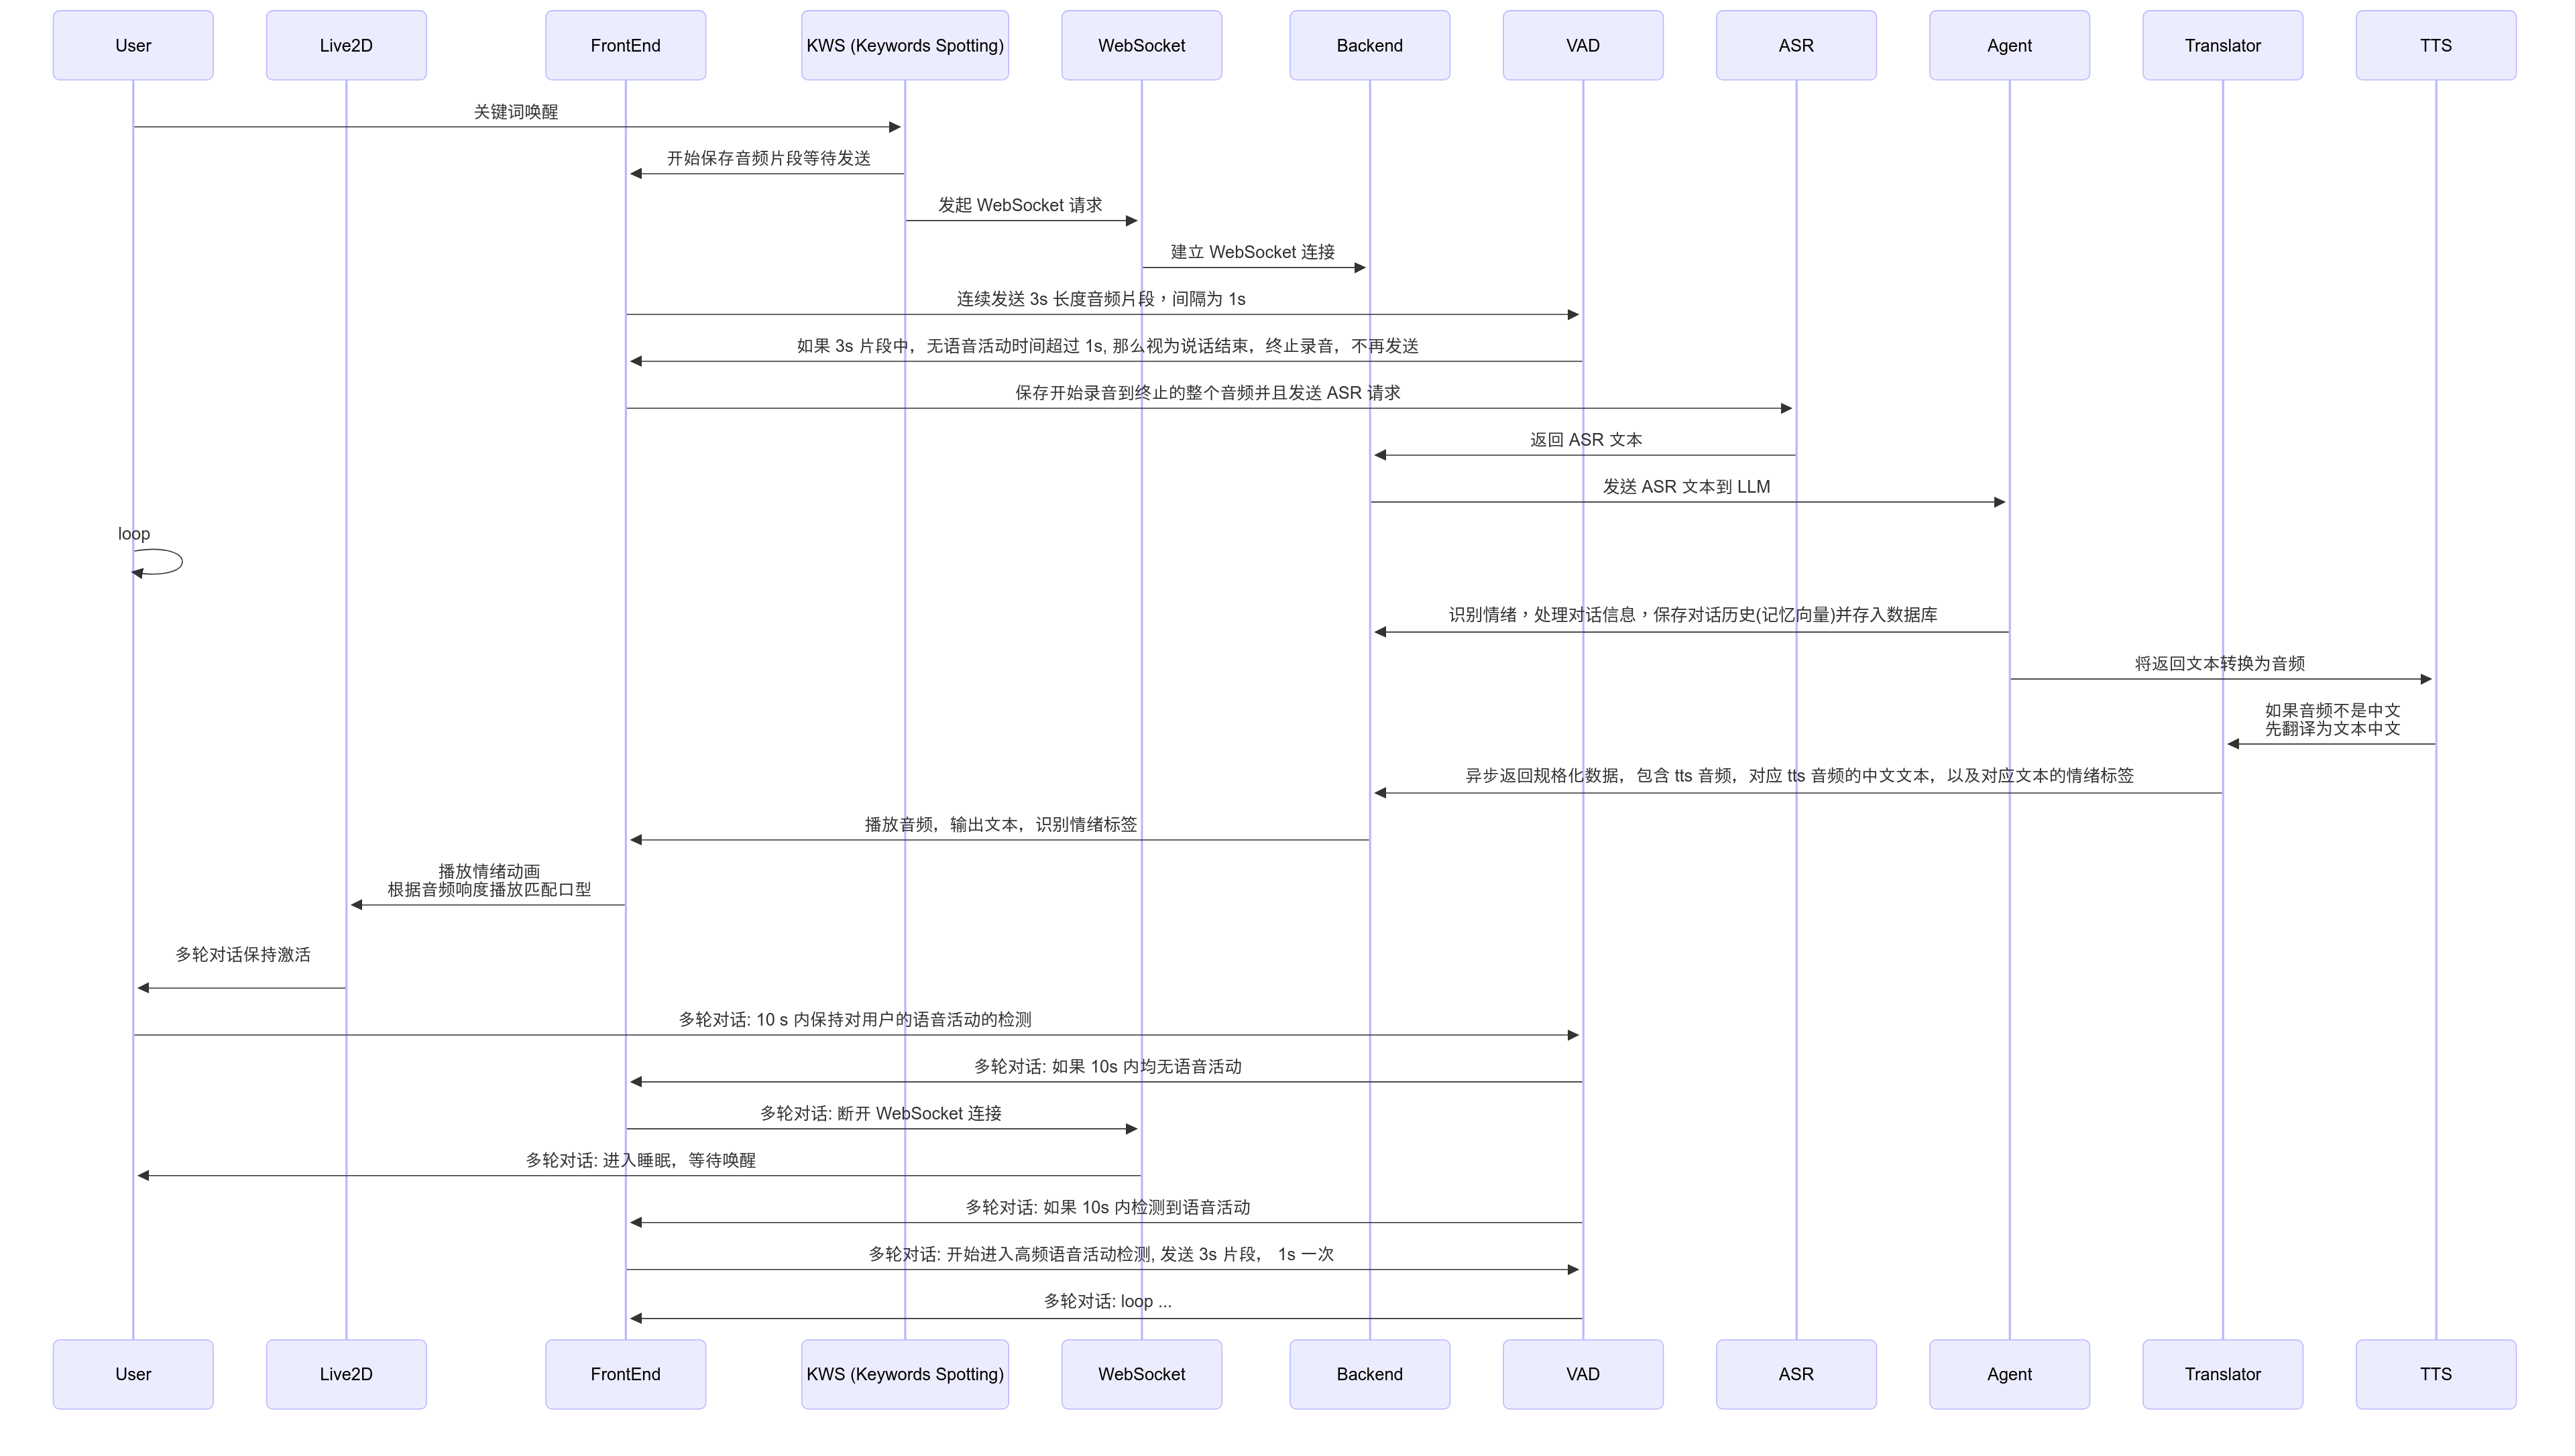 User
Live2D
FrontEnd
KWS (Keywords Spotting)
WebSocket
Backend
VAD
ASR
Agent
Translator
TTS
关键词唤醒
开始保存音频片段等待发送
发起 WebSocket 请求
建立 WebSocket 连接
连续发送 3s 长度音频片段，间隔为 1s
如果 3s 片段中，无语音活动时间超过 1s, 那么视为说话结束，终止录音，不再发送
保存开始录音到终止的整个音频并且发送 ASR 请求
返回 ASR 文本
发送 ASR 文本到 LLM
loop
识别情绪，处理对话信息，保存对话历史(记忆向量)并存入数据库
将返回文本转换为音频
如果音频不是中文
先翻译为文本中文
异步返回规格化数据，包含 tts 音频，对应 tts 音频的中文文本，以及对应文本的情绪标签
播放音频，输出文本，识别情绪标签
播放情绪动画
根据音频响度播放匹配口型
多轮对话保持激活
多轮对话: 10 s 内保持对用户的语音活动的检测
多轮对话: 如果 10s 内均无语音活动
多轮对话: 断开 WebSocket 连接
多轮对话: 进入睡眠，等待唤醒
多轮对话: 如果 10s 内检测到语音活动
多轮对话: 开始进入高频语音活动检测, 发送 3s 片段， 1s 一次
多轮对话: loop ...
User
Live2D
FrontEnd
KWS (Keywords Spotting)
WebSocket
Backend
VAD
ASR
Agent
Translator
TTS